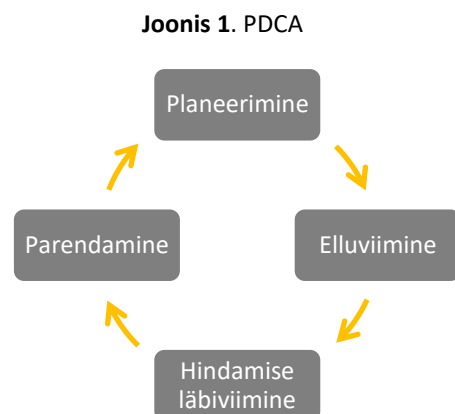 Joonis 1. PDCA
Planeerimine
Elluviimine
Hindamise
läbiviimine
Parendamine